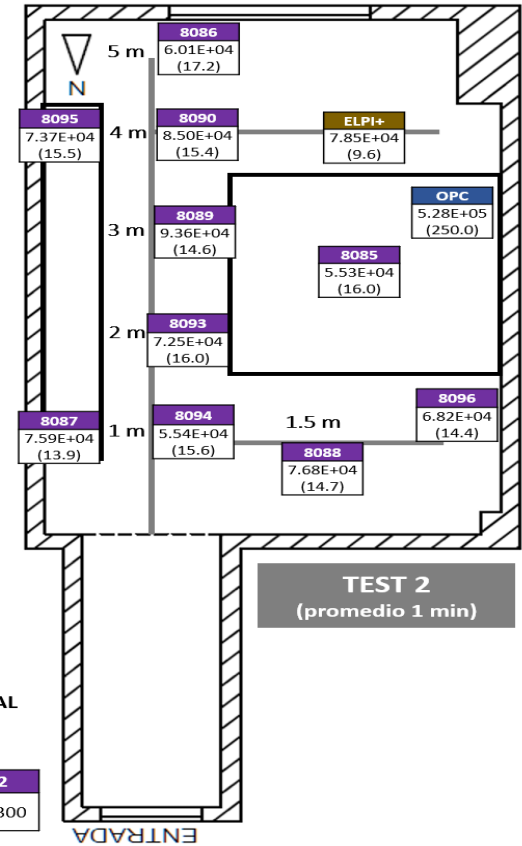 8086
5 m
6.01E+04
(17.2)
N
8095
7.37E+04
(15.5)
4 m
8090
8.50E+04
(15.4)
ELPI+
7.85E+04
(9.6)
OPC
5.28E+05
(250.0)
3 m
8089
9.36E+04
(14.6)
8085
5.53E+04
(16.0)
2 m
8093
7.25E+04
(16.0)
8087
7.59E+04
(13.9)
1 m
8094
5.54E+04
(15.6)
1.5 m
8088
7.68E+04
(14.7)
8096
6.82E+04
(14.4)
TEST 2
(promedio 1 min)
AL
2
300
ENTRADA